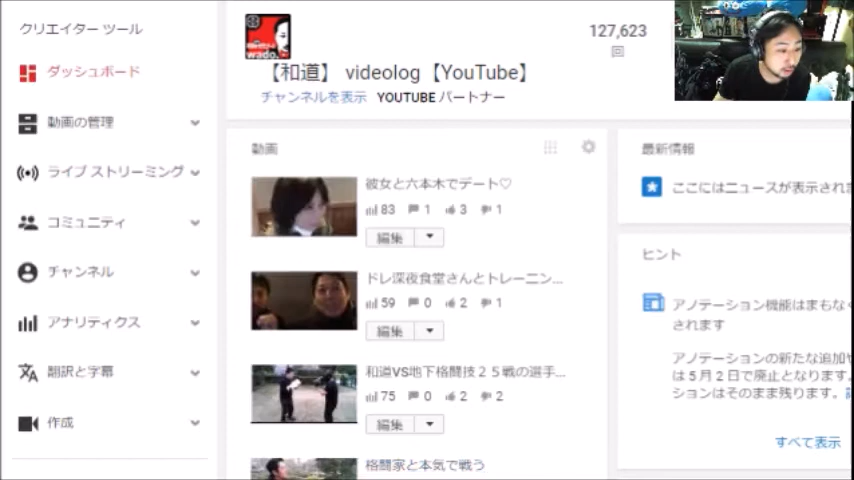 クリエイター ツール
ダッシュボード
動画の管理
ライブ ストリーミング
コミュニティ
チャンネル
アナリティクス
翻訳と字幕
作成
wado.
127,623
回
【和道】 videolog【YouTube】
チャンネルを表示 YOUTUBE パートナー
動画
彼女と六本木でデート♡
83 1 3 1
編集
ドレ深夜食堂さんとトレーニン...
59 0 2 1
編集
和道VS地下格闘技２５戦の選手...
75 0 2 2
編集
格闘家と本気で戦う
最新情報
ここにはニュースが表示されま
ヒント
アノテーション機能はまもなく
されます
アノテーションの新たな追加や
は 5 月 2 日で廃止となります。
ションはそのまま残ります。
すべて表示